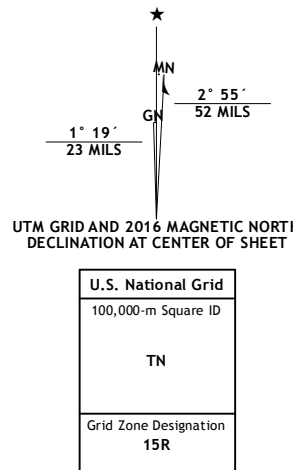 MN
GN
2° 55´
52 MILS
1° 19´
23 MILS
UTM GRID AND 2016 MAGNETIC NORTH
DECLINATION AT CENTER OF SHEET
U.S. National Grid
100,000-m Square ID
TN
Grid Zone Designation
15R